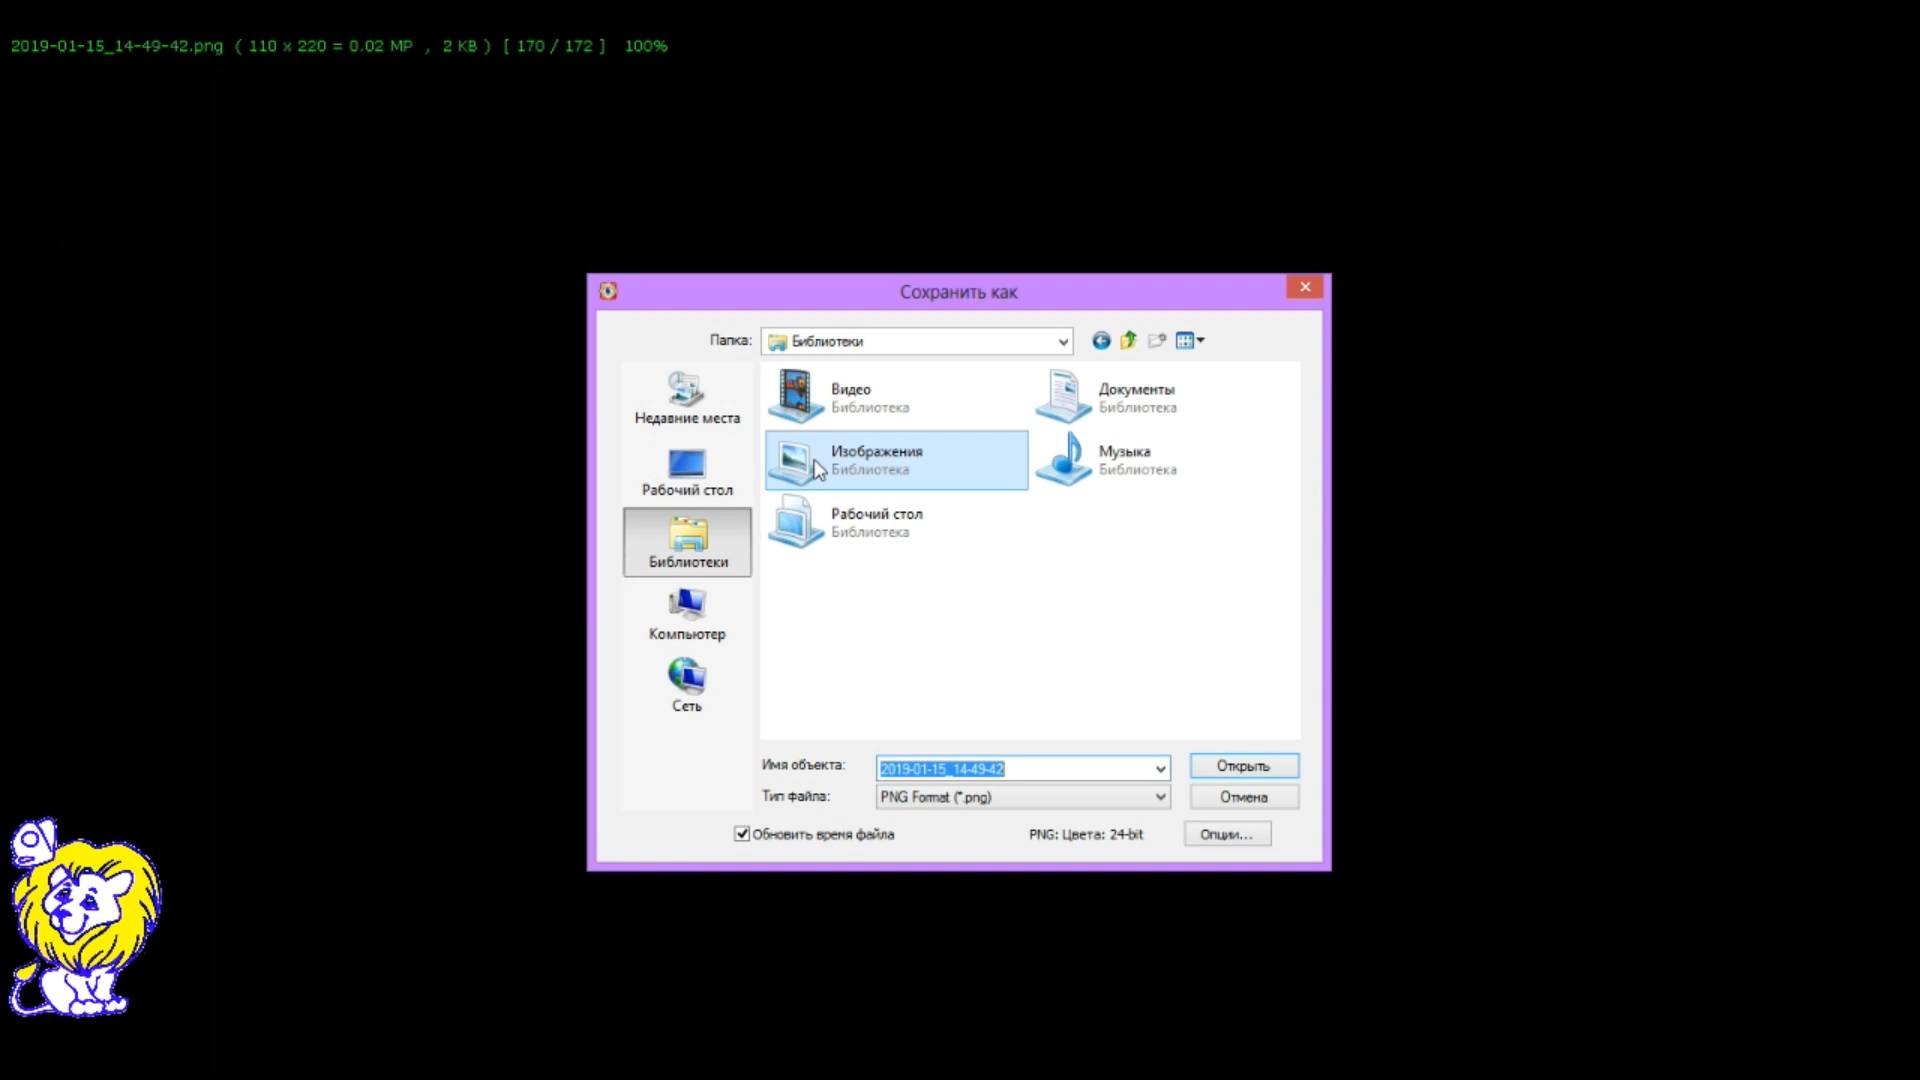 2019-01-15_14-49-42.png ( 110 x 220 = 0.02 MP , 2 KB ) [ 170 / 172 ] 100%
Сохранить как
Папка: Библиотеки
Недавние места
Рабочий стол
Библиотеки
Компьютер
Сеть
Видео
Библиотека
Документы
Библиотека
Изображения
Библиотека
Музыка
Библиотека
Рабочий стол
Библиотека
Имя объекта: 2019-01-15_14-49-42 Открыть
Тип файла: PNG Format (*.png) Отмена
Обновить время файла PNG: Цвета: 24-bit Опции...